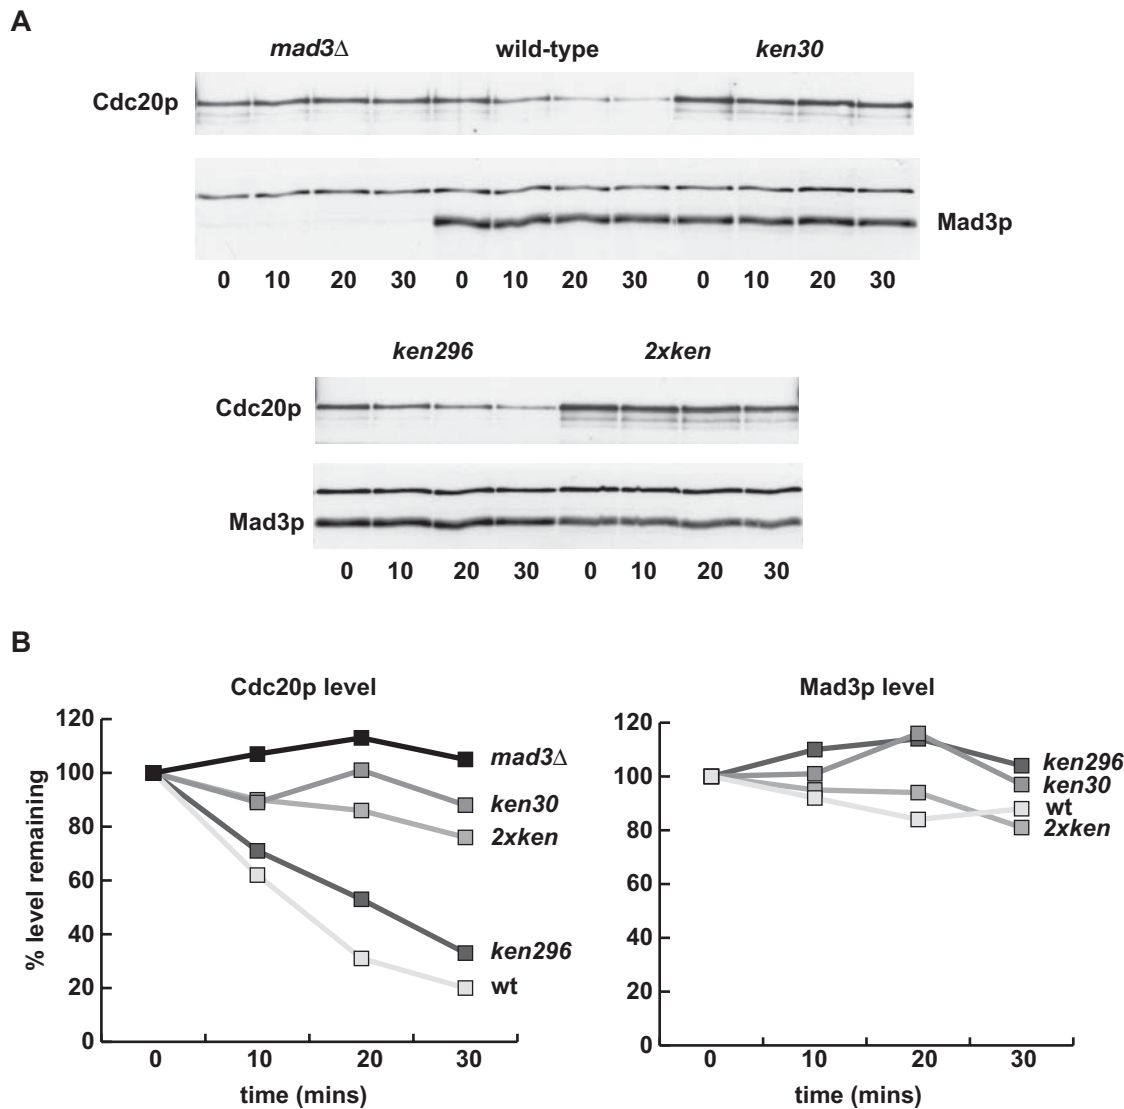 A
mad3Δ wild-type ken30
Cdc20p
Mad3p
0 10 20 30 0 10 20 30 0 10 20 30
ken296 2xken
Cdc20p
Mad3p
0 10 20 30 0 10 20 30
B
Cdc20p level
% level remaining
120
100
80
60
40
20
0
mad3Δ
ken30
2xken
ken296
wt
0 10 20 30
time (mins)
Mad3p level
120
100
80
60
40
20
0
ken296
ken30
wt
2xken
0 10 20 30
time (mins)